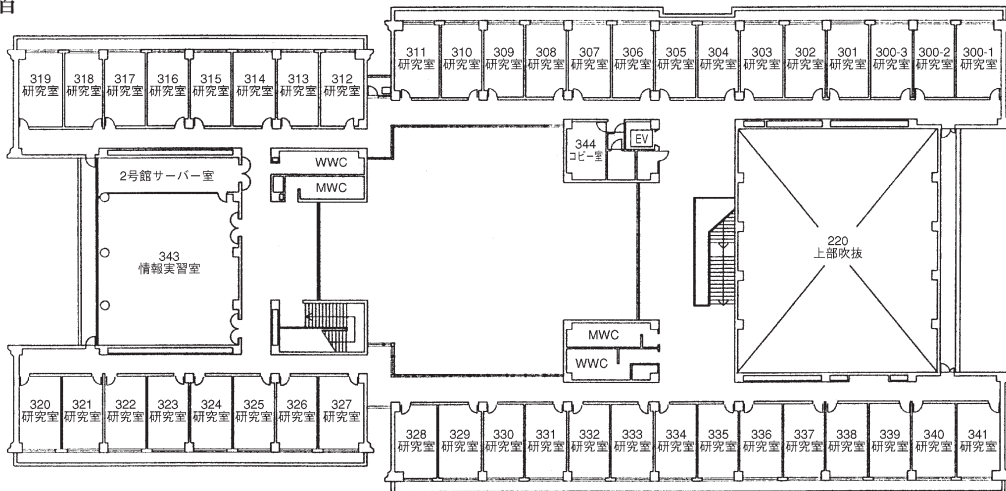 階
311
研究室
310
研究室
309
研究室
308
研究室
307
研究室
306
研究室
305
研究室
304
研究室
303
研究室
302
研究室
301
研究室
300-3
研究室
300-2
研究室
300-1
研究室
319
研究室
318
研究室
317
研究室
316
研究室
315
研究室
314
研究室
313
研究室
312
研究室
344
コピー室
EV
WWC
MWC
2号館サーバー室
343
情報実習室
220
上部吹抜
MWC
WWC
320
研究室
321
研究室
322
研究室
323
研究室
324
研究室
325
研究室
326
研究室
327
研究室
328
研究室
329
研究室
330
研究室
331
研究室
332
研究室
333
研究室
334
研究室
335
研究室
336
研究室
337
研究室
338
研究室
339
研究室
340
研究室
341
研究室